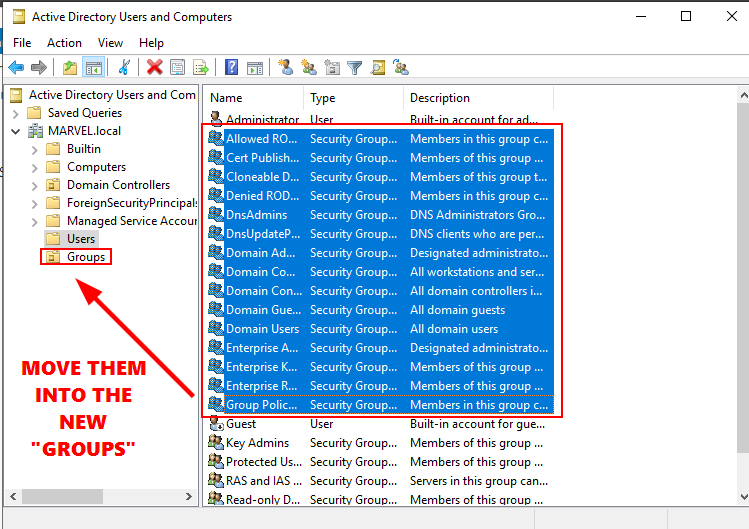 Active Directory Users and Computers
File Action View Help
Active Directory Users and Com
Saved Queries
MARVEL.local
Builtin
Computers
Domain Controllers
ForeignSecurityPrincipals
Managed Service Accoun
Users
Groups
MOVE THEM
INTO THE
NEW
"GROUPS"
Name Type Description
Administrator User Built-in account for ad...
Allowed RO... Security Group... Members in this group c...
Cert Publish... Security Group... Members of this group ...
Cloneable D... Security Group... Members of this group t...
Denied ROD... Security Group... Members in this group c...
DnsAdmins Security Group... DNS Administrators Gro...
DnsUpdateP... Security Group... DNS clients who are per...
Domain Ad... Security Group... Designated administrato...
Domain Co... Security Group... All workstations and ser...
Domain Con... Security Group... All domain controllers i...
Domain Gue... Security Group... All domain guests
Domain Users Security Group... All domain users
Enterprise A... Security Group... Designated administrato...
Enterprise K... Security Group... Members of this group ...
Enterprise R... Security Group... Members of this group ...
Group Polic... Security Group... Members in this group c...
Guest User Built-in account for gue...
Key Admins Security Group... Members of this group ...
Protected Us... Security Group... Members of this group ...
RAS and IAS ... Security Group... Servers in this group can...
Read-only D... Security Group... Members of this group ...